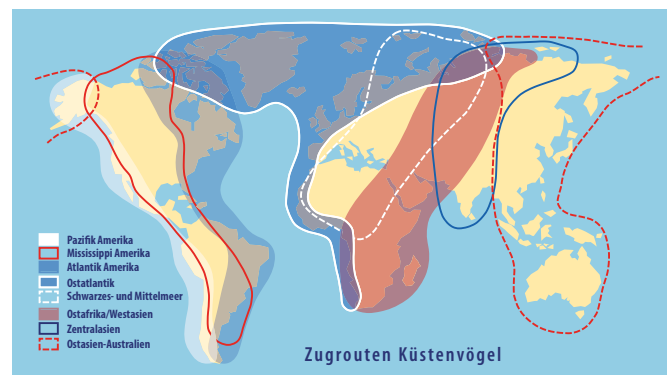 Pazifik Amerika
Mississippi Amerika
Atlantik Amerika
Ostatlantik
Schwarzes- und Mittelmeer
Ostafrika/Westasien
Zentralasien
Ostasien-Australien
Zugrouten Küstenvögel